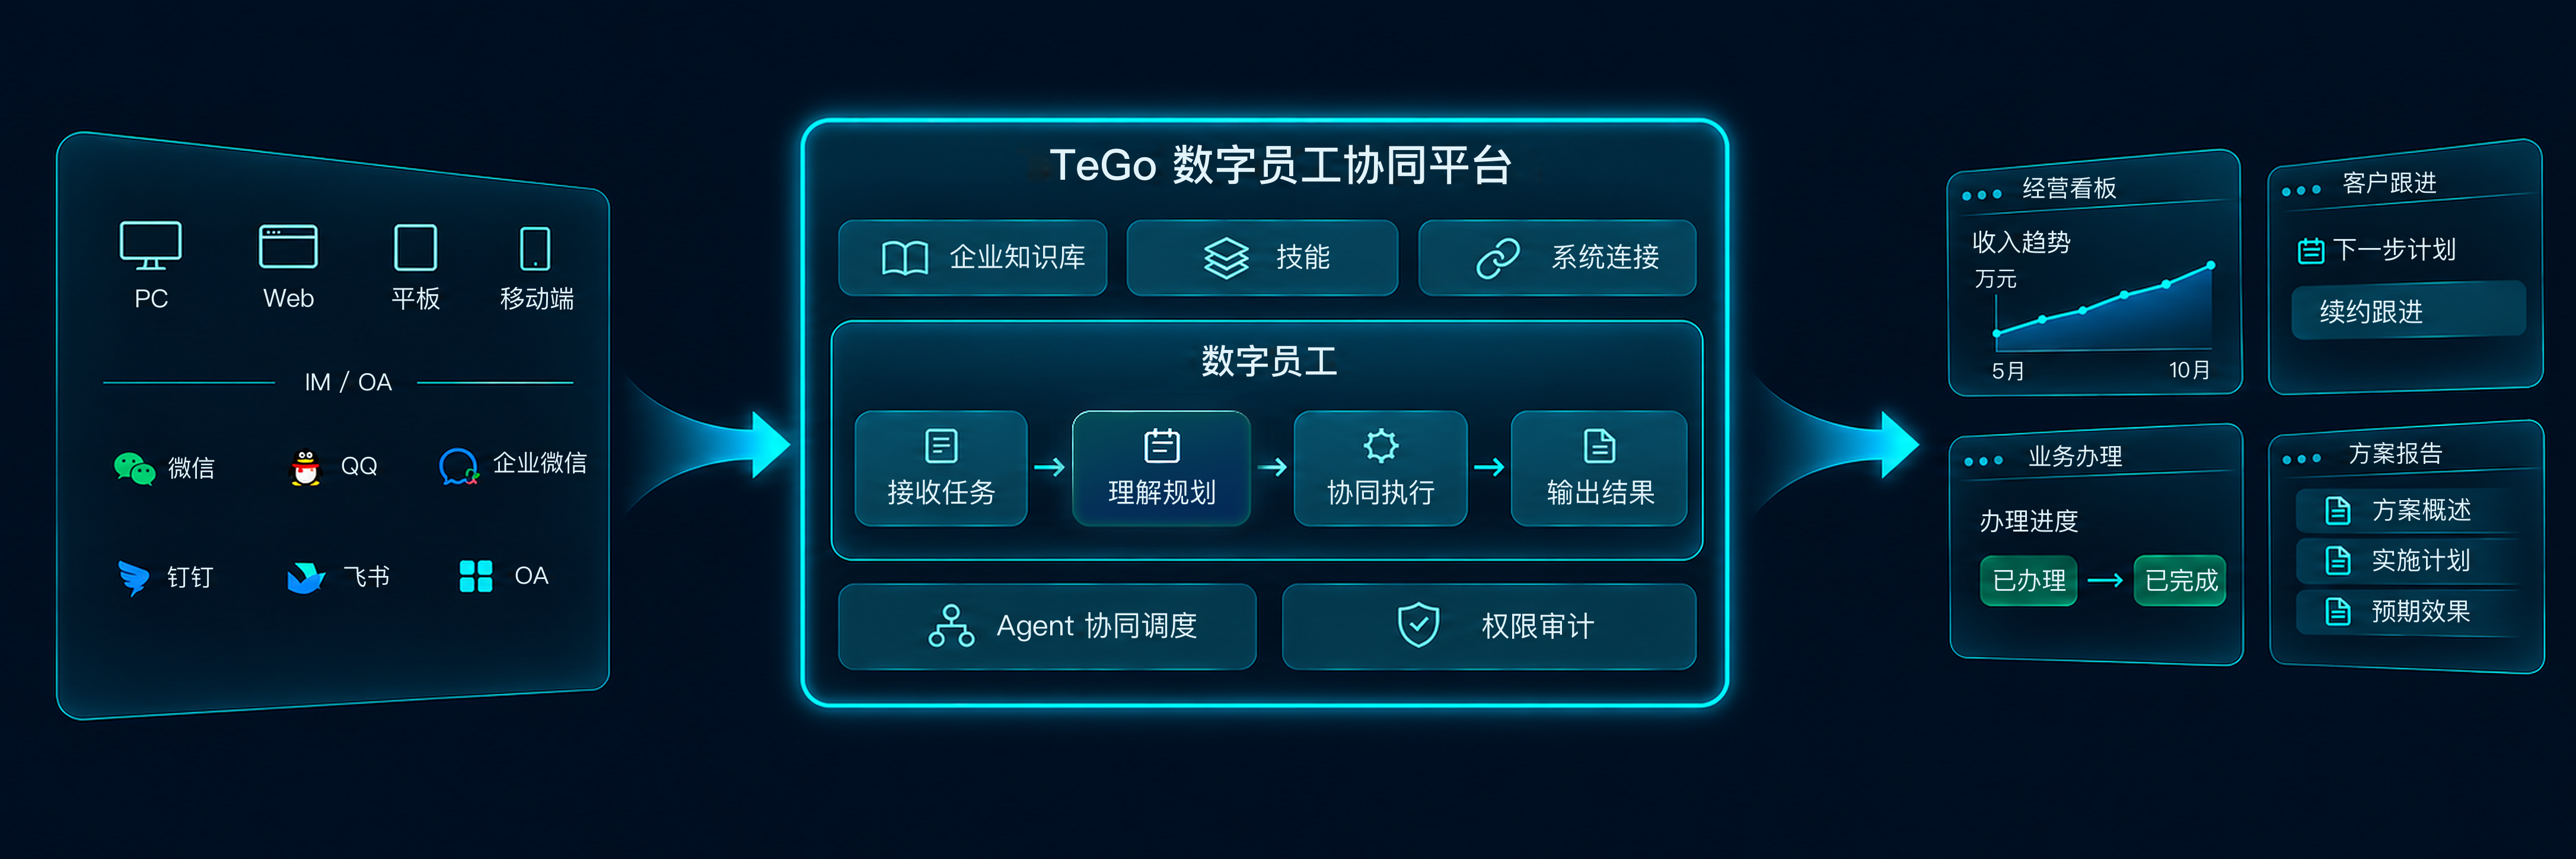 PC
Web
平板
移动端
IM / OA
微信
QQ
企业微信
钉钉
飞书
OA
TeGo 数字员工协同平台
企业知识库
技能
系统连接
数字员工
接收任务
理解规划
协同执行
输出结果
Agent 协同调度
权限审计
经营看板
收入趋势
万元
5月
10月
客户跟进
下一步计划
续约跟进
业务办理
办理进度
已办理
已完成
方案报告
方案概述
实施计划
预期效果